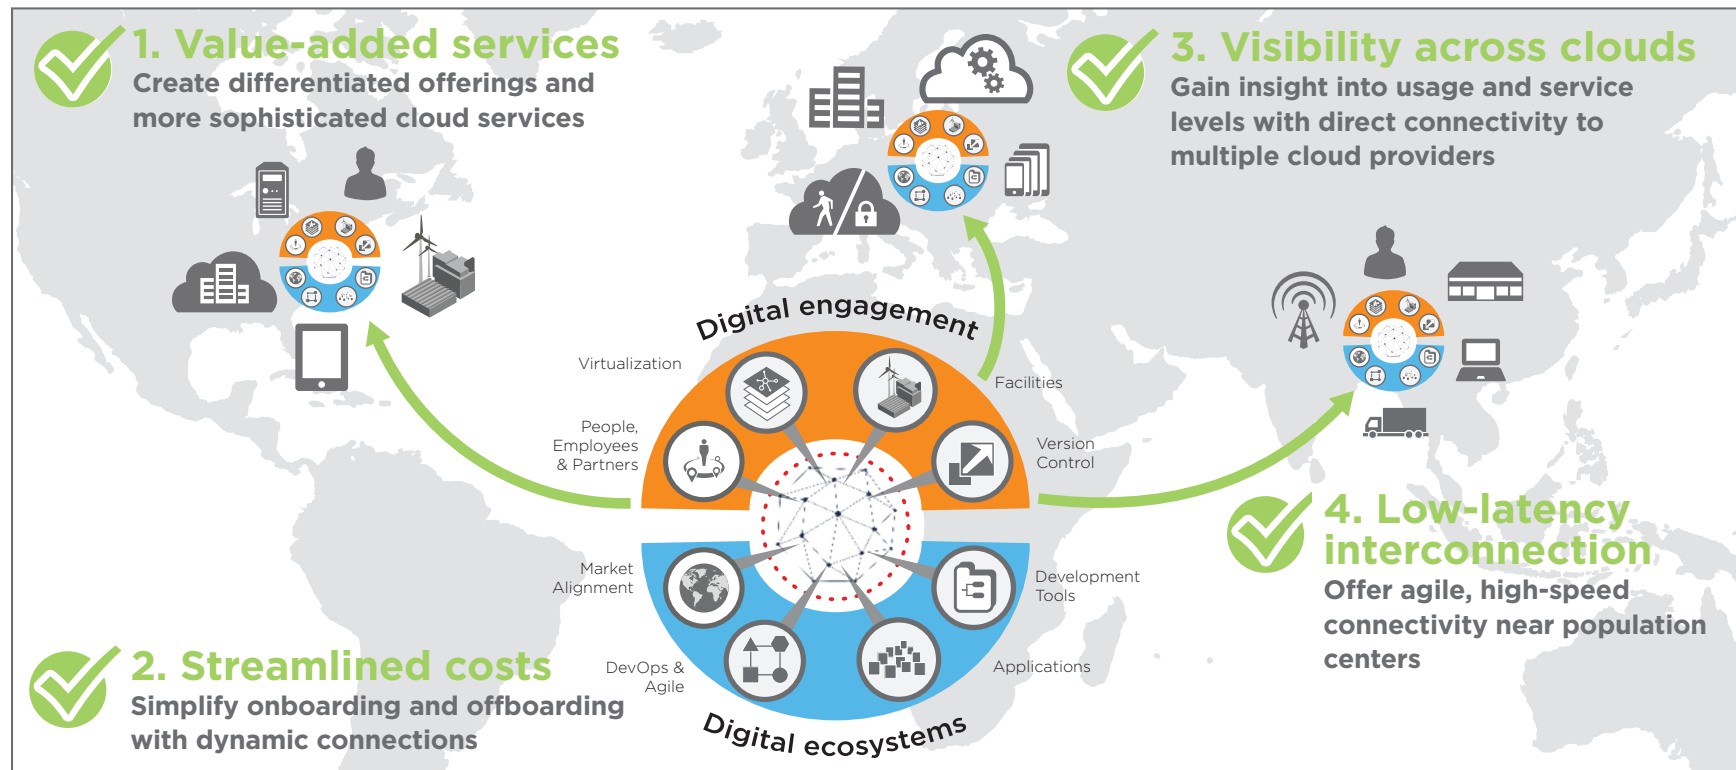 1. Value-added services
Create differentiated offerings and
more sophisticated cloud services
3. Visibility across clouds
Gain insight into usage and service
levels with direct connectivity to
multiple cloud providers
Digital engagement
Virtualization
People,
Employees
& Partners
Facilities
Version
Control
Market
Alignment
DevOps &
Agile
Development
Tools
Applications
Digital ecosystems
2. Streamlined costs
Simplify onboarding and offboarding
with dynamic connections
4. Low-latency
interconnection
Offer agile, high-speed
connectivity near population
centers